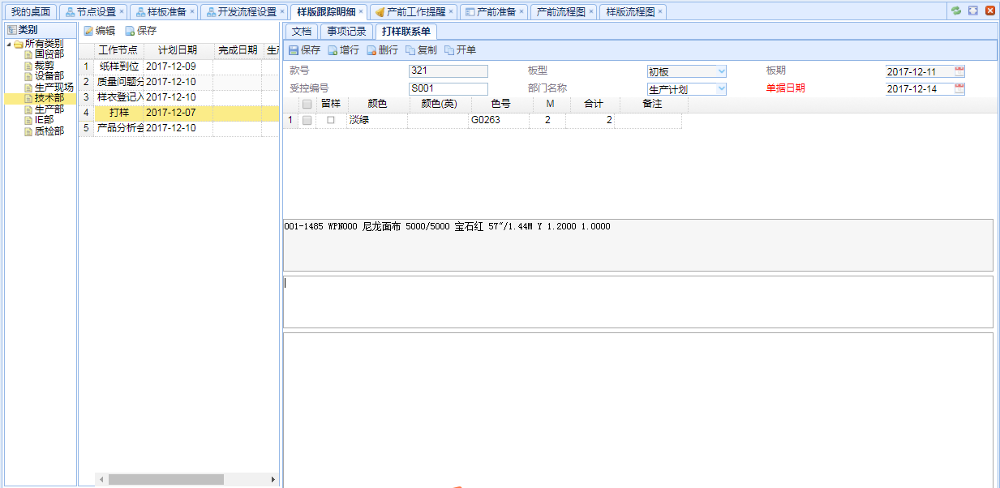 我的桌面 节点设置 × 样板准备 × 开发流程设置 × 样版跟踪明细 × 产前工作提醒 × 产前准备 × 产前流程图 × 样版流程图 ×
类别
所有类别
国贸部
裁剪
设备部
生产现场
技术部
生产部
IE部
质检部
编辑 保存
工作节点 计划日期 完成日期 生产
1 纸样到位 2017-12-09
2 质量问题分 2017-12-10
3 样衣登记入 2017-12-10
4 打样 2017-12-07
5 产品分析会 2017-12-10
文档 事项记录 打样联系单
保存 增行 删行 复制 开单
款号 321 板型 初板 板期 2017-12-11
受控编号 S001 部门名称 生产计划 单据日期 2017-12-14
留样 颜色 颜色(英) 色号 M 合计 备注
1 淡绿 G0263 2 2
001-1485 WPN000 尼龙面布 5000/5000 宝石红 57"/1.44M Y 1.2000 1.0000